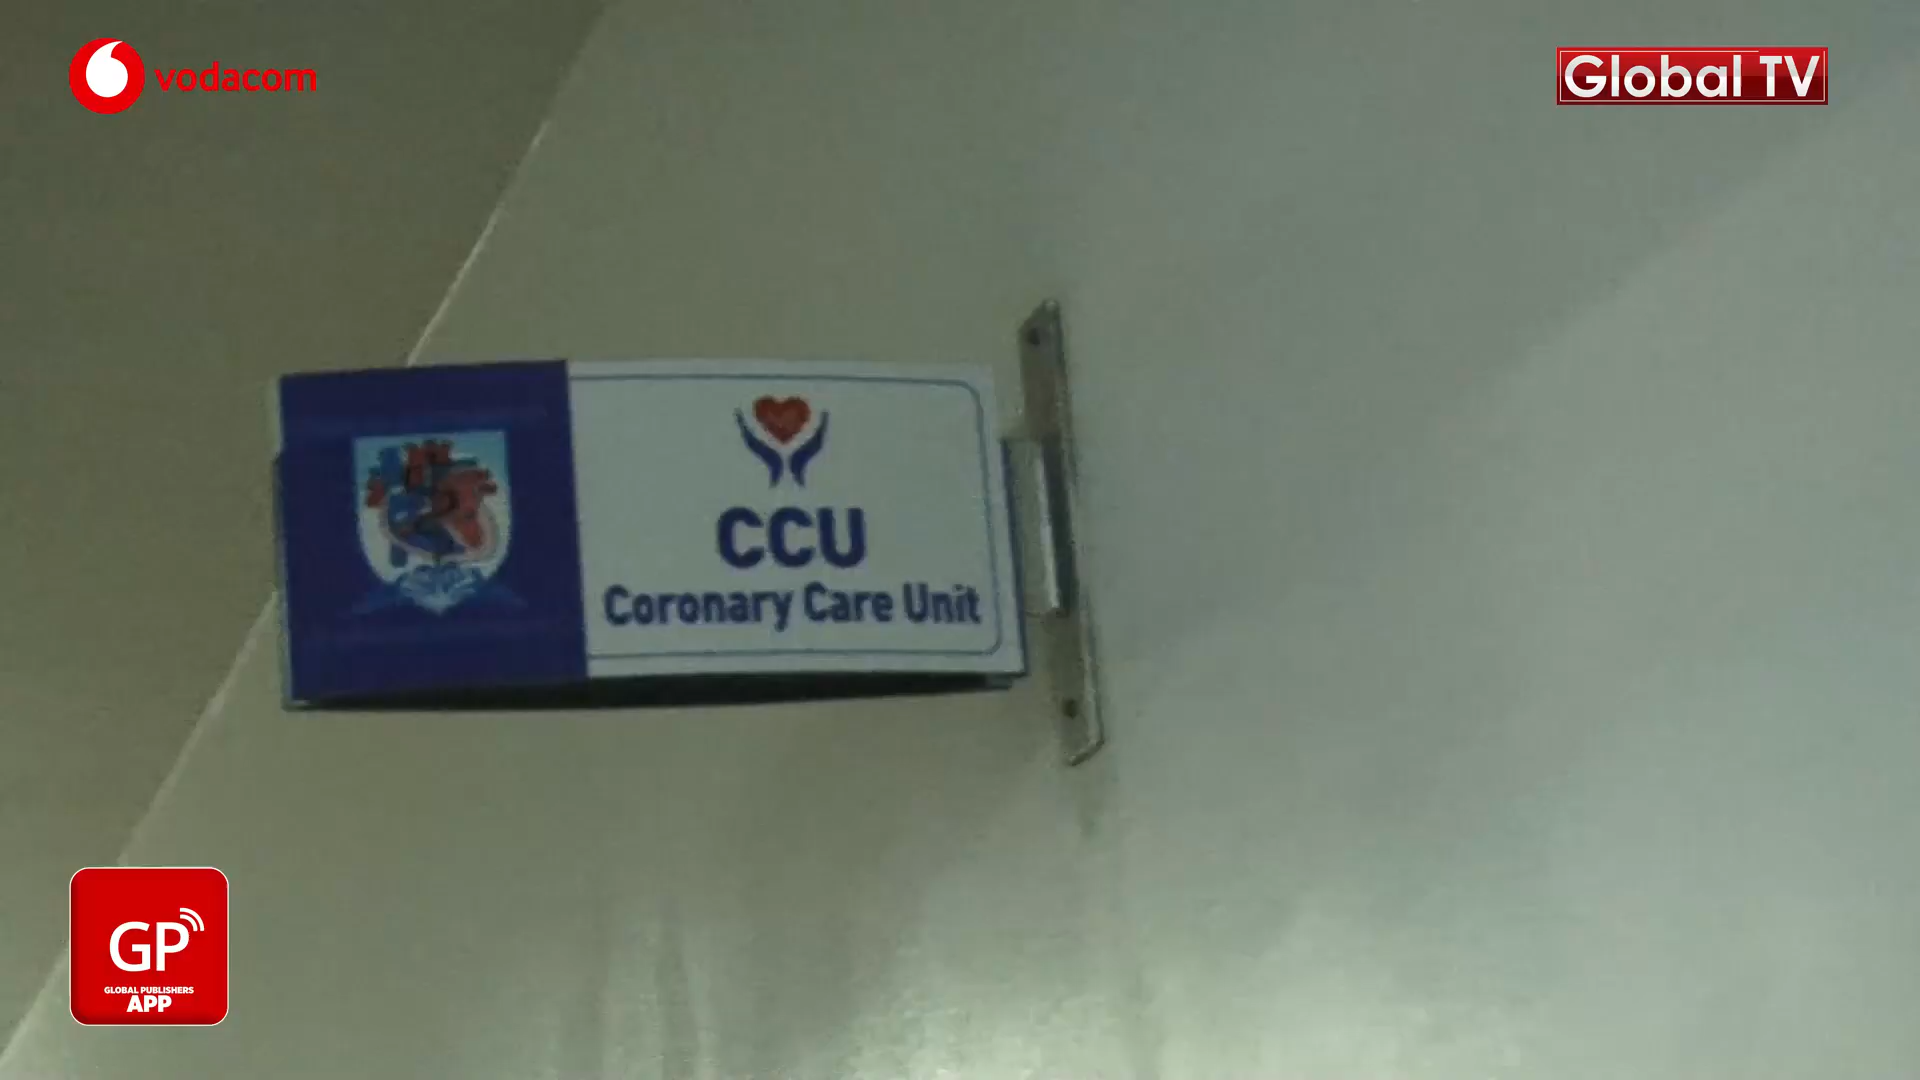 vodacom
Global TV
CCU
Coronary Care Unit
GP
GLOBAL PUBLISHERS
APP